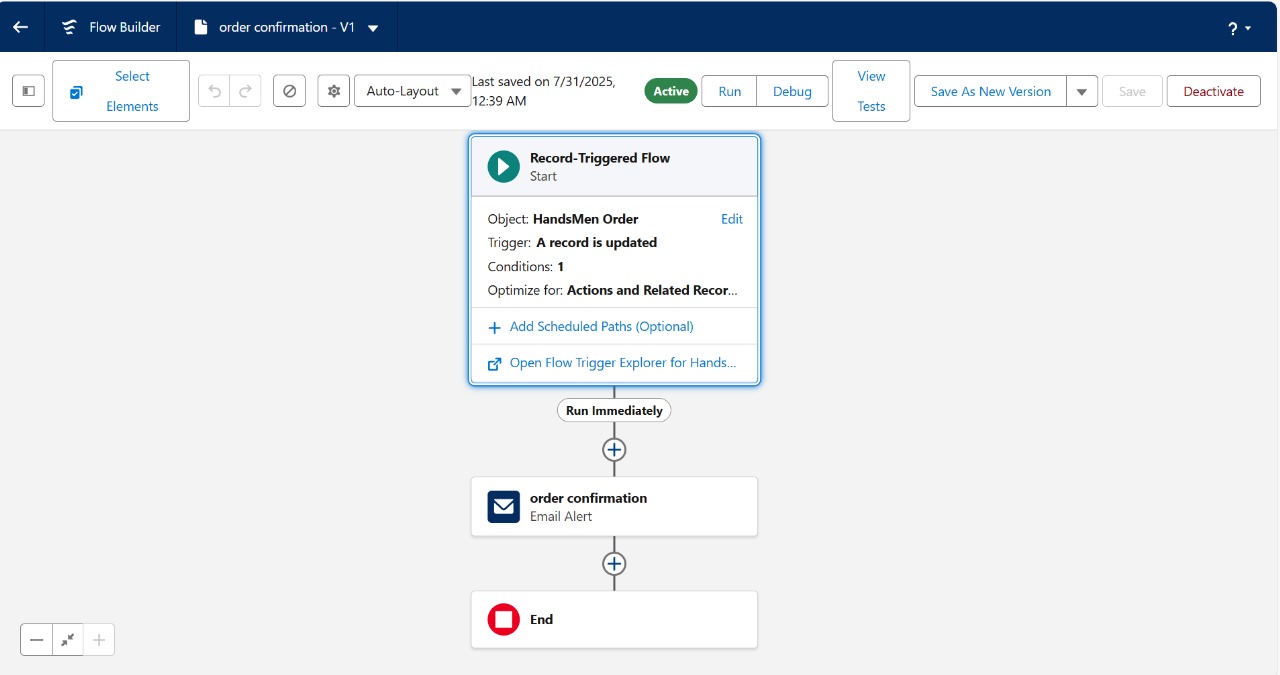 Flow Builder
order confirmation - V1
?
Select
Elements
Auto-Layout
Last saved on 7/31/2025,
12:39 AM
Active
Run
Debug
View
Tests
Save As New Version
Save
Deactivate
Record-Triggered Flow
Start
Object: HandsMen Order
Edit
Trigger: A record is updated
Conditions: 1
Optimize for: Actions and Related Recor...
Add Scheduled Paths (Optional)
Open Flow Trigger Explorer for Hands...
Run Immediately
order confirmation
Email Alert
End